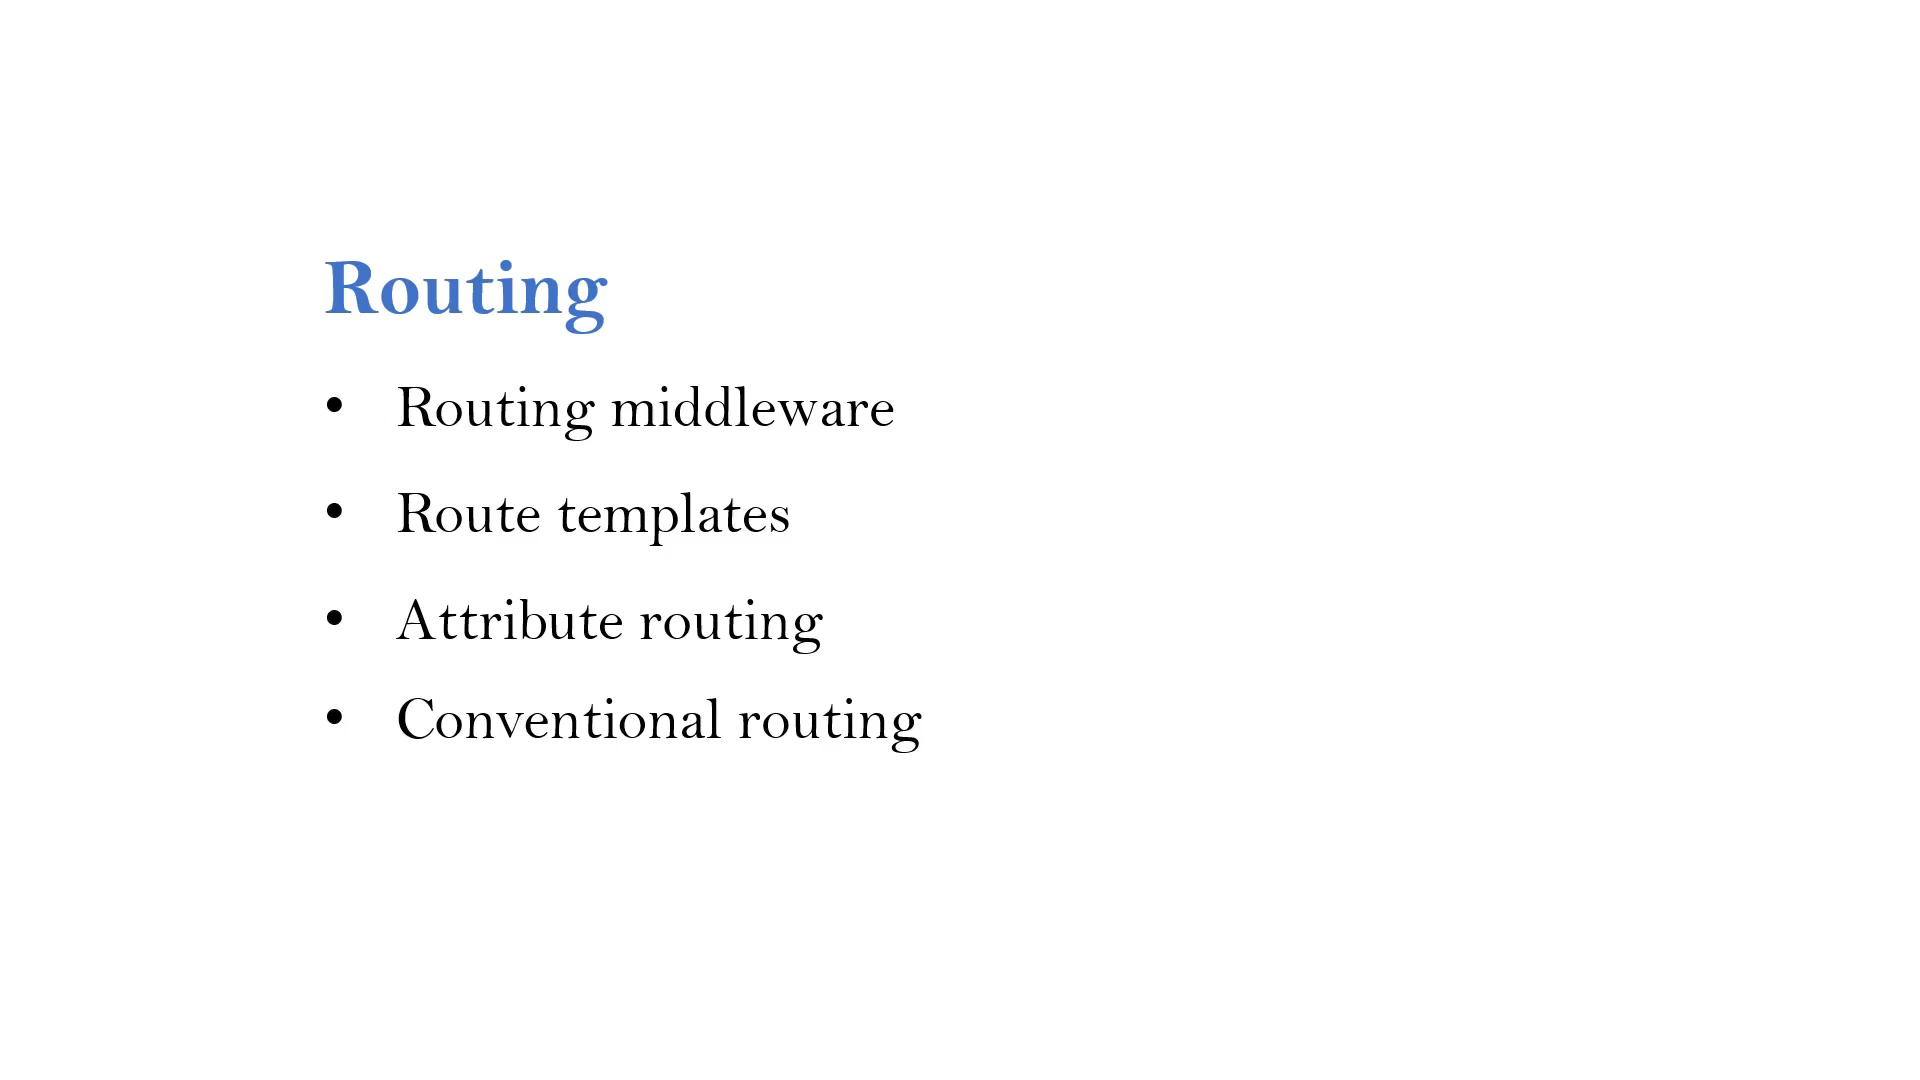 Routing
• Routing middleware
• Route templates
• Attribute routing
• Conventional routing